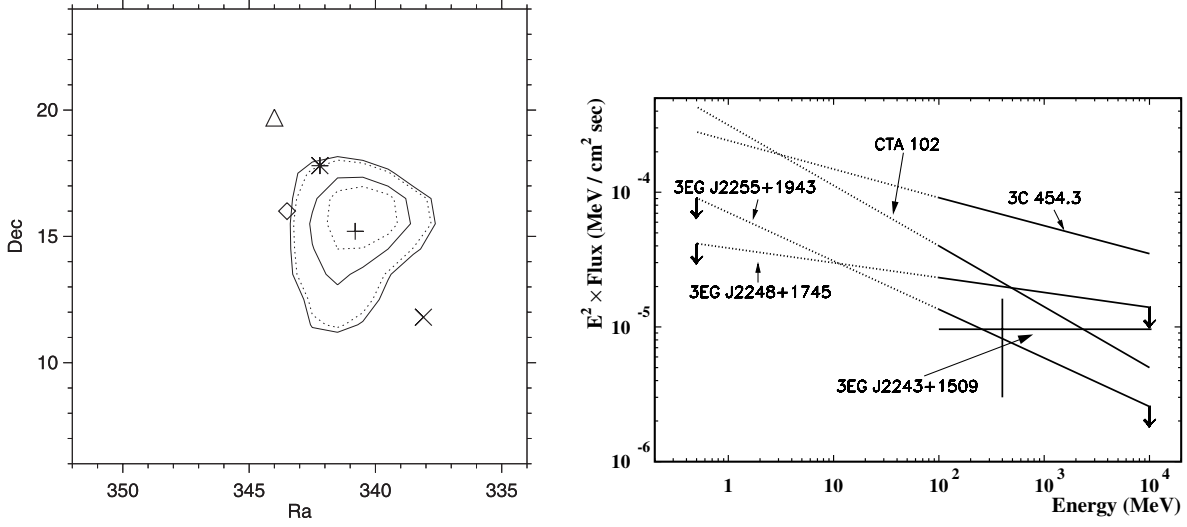 20
15
10
Dec
350
345
340
335
Ra
E² × Flux (MeV / cm² sec)
10⁻⁴
10⁻⁵
10⁻⁶
CTA 102
3EG J2255+1943
3C 454.3
3EG J2248+1745
3EG J2243+1509
1
10
10²
10³
10⁴
Energy (MeV)